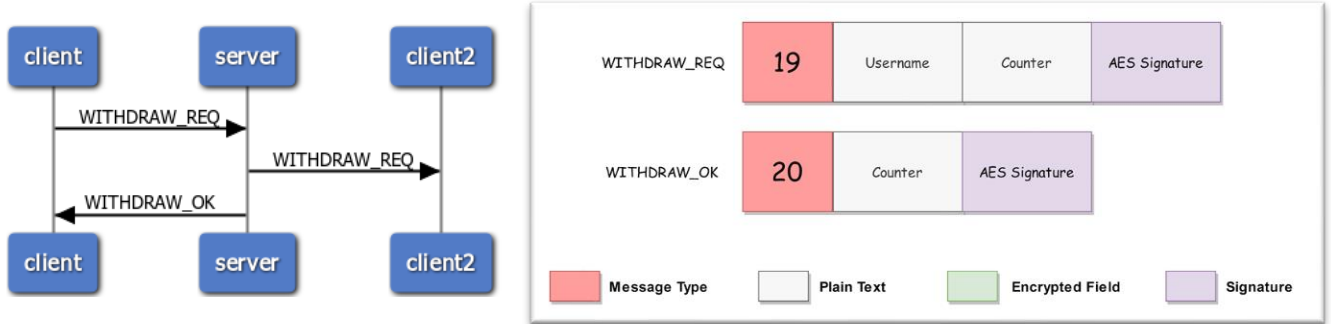 client server client2
WITHDRAW_REQ
WITHDRAW_REQ
WITHDRAW_OK
client server client2
WITHDRAW_REQ 19 Username Counter AES Signature
WITHDRAW_OK 20 Counter AES Signature
Message Type Plain Text Encrypted Field Signature